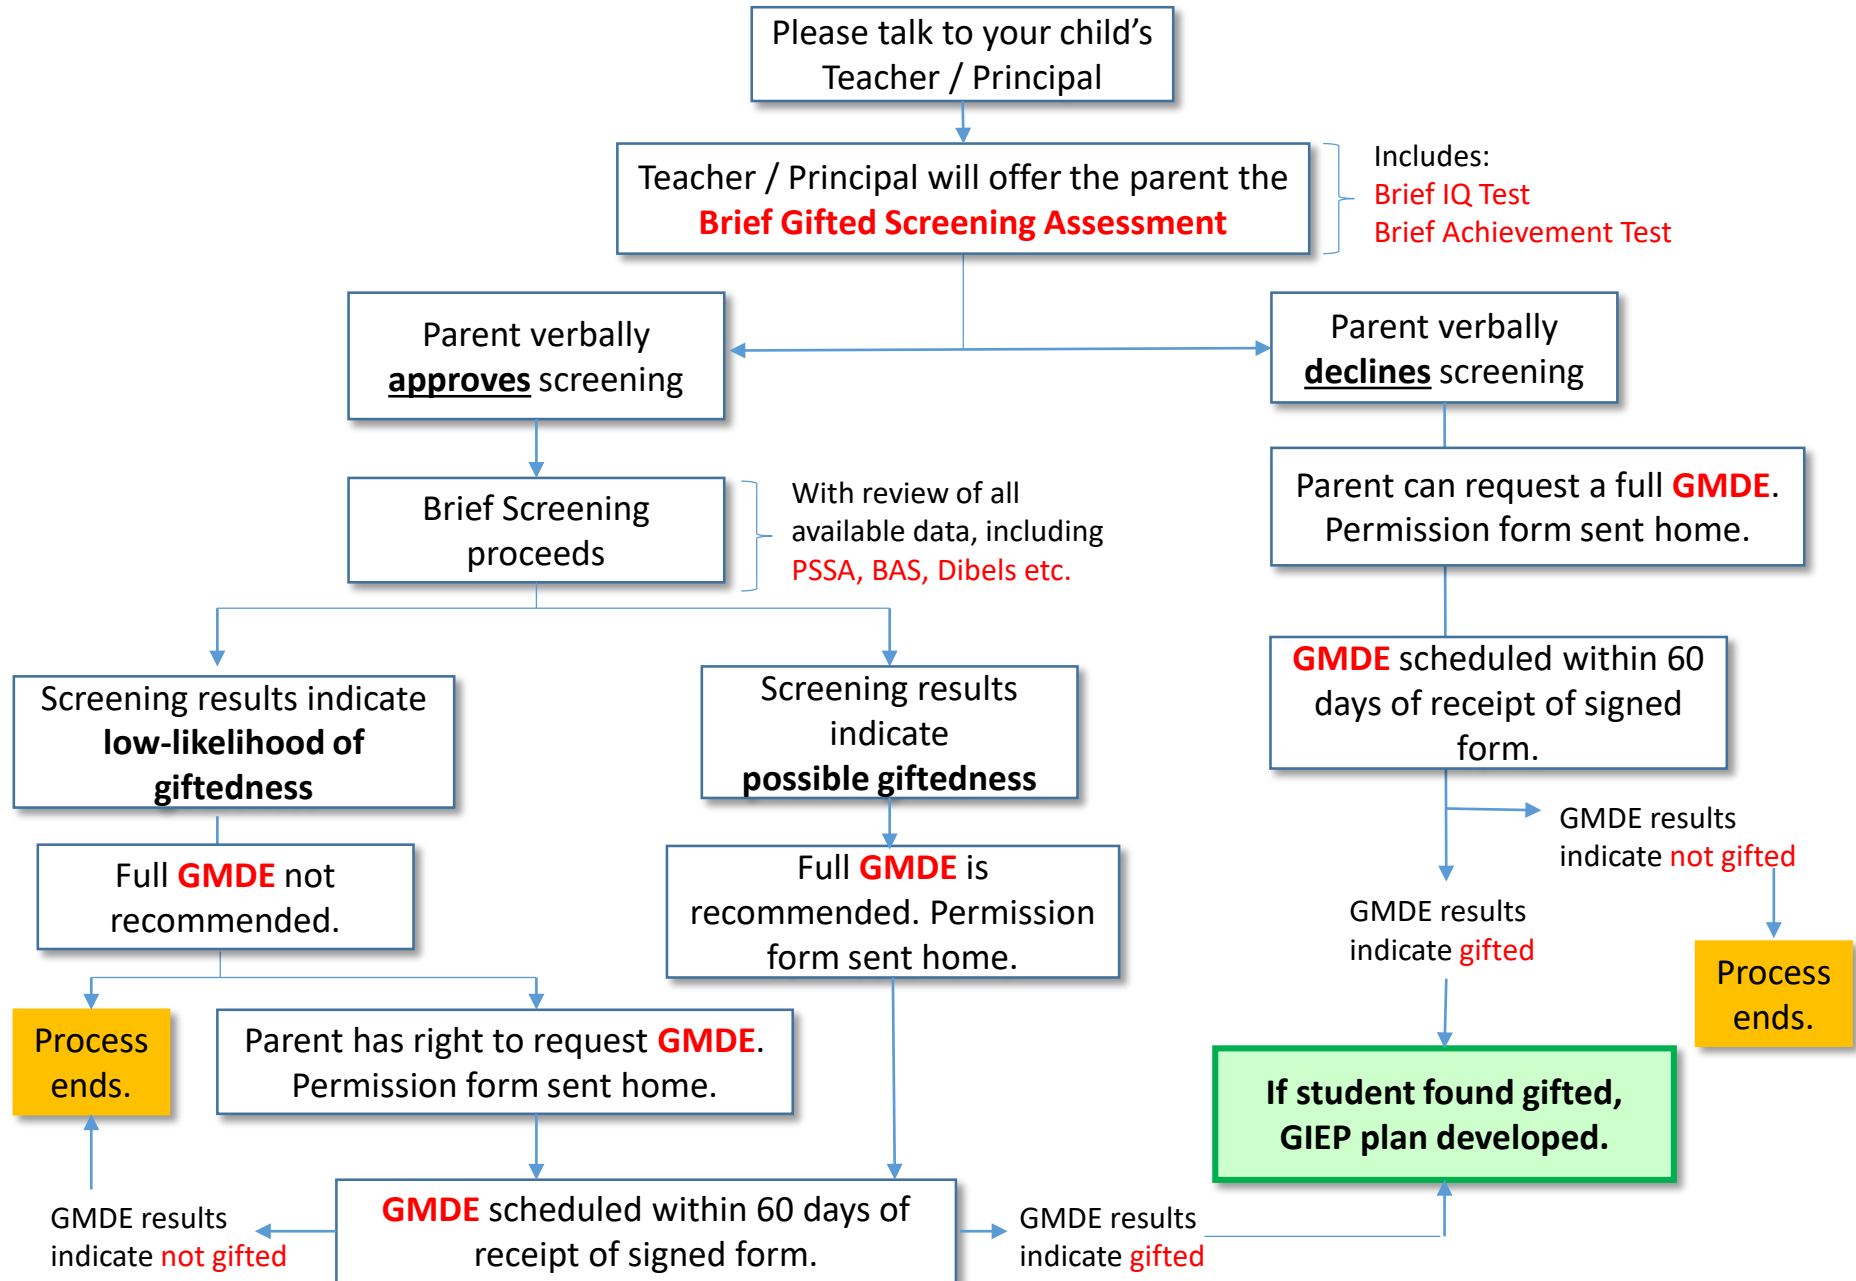 Please talk to your child’s
Teacher / Principal
Teacher / Principal will offer the parent the
Brief Gifted Screening Assessment
Includes:
Brief IQ Test
Brief Achievement Test
Parent verbally
approves screening
Parent verbally
declines screening
Brief Screening
proceeds
With review of all
available data, including
PSSA, BAS, Dibels etc.
Parent can request a full GMDE.
Permission form sent home.
Screening results indicate
low-likelihood of
giftedness
Screening results
indicate
possible giftedness
GMDE scheduled within 60
days of receipt of signed
form.
Full GMDE not
recommended.
Full GMDE is
recommended. Permission
form sent home.
GMDE results
indicate not gifted
GMDE results
indicate gifted
Process
ends.
Process
ends.
Parent has right to request GMDE.
Permission form sent home.
If student found gifted,
GIEP plan developed.
GMDE results
indicate not gifted
GMDE scheduled within 60 days of
receipt of signed form.
GMDE results
indicate gifted